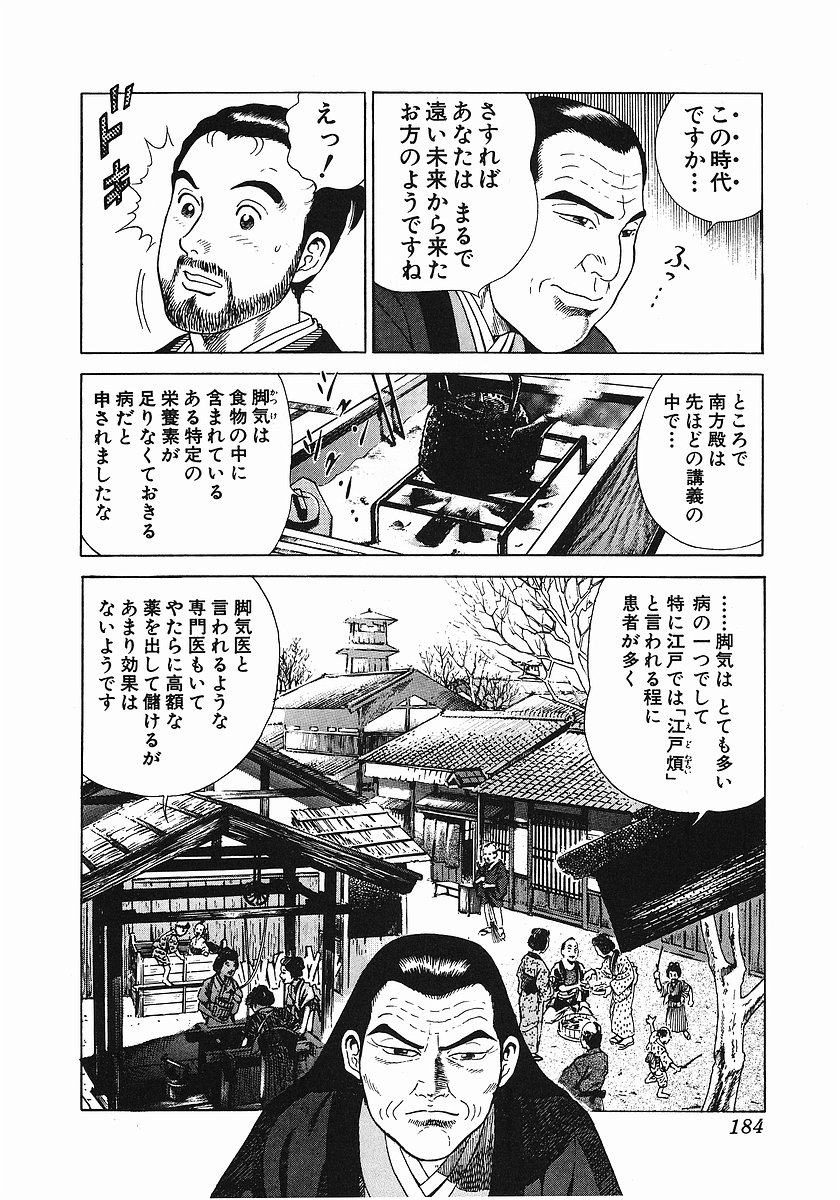 この時代
ですか…
ふっ……
さすれば
あなたは まるで
遠い未来から来た
お方のようですね
えっ!
ドキ
ところで
南方殿は
先ほどの講義の
中で…
脚気は
かっけ
食物の中に
含まれている
ある特定の
栄養素が
足りなくておきる
病だと
申されましたな
……脚気は とても多い
病の一つでして
特に江戸では「江戸煩」
えどわずらい
と言われる程に
患者が多く
脚気医と
言われるような
専門医もいて
やたらに高額な
薬を出して儲けるが
あまり効果は
ないようです
184